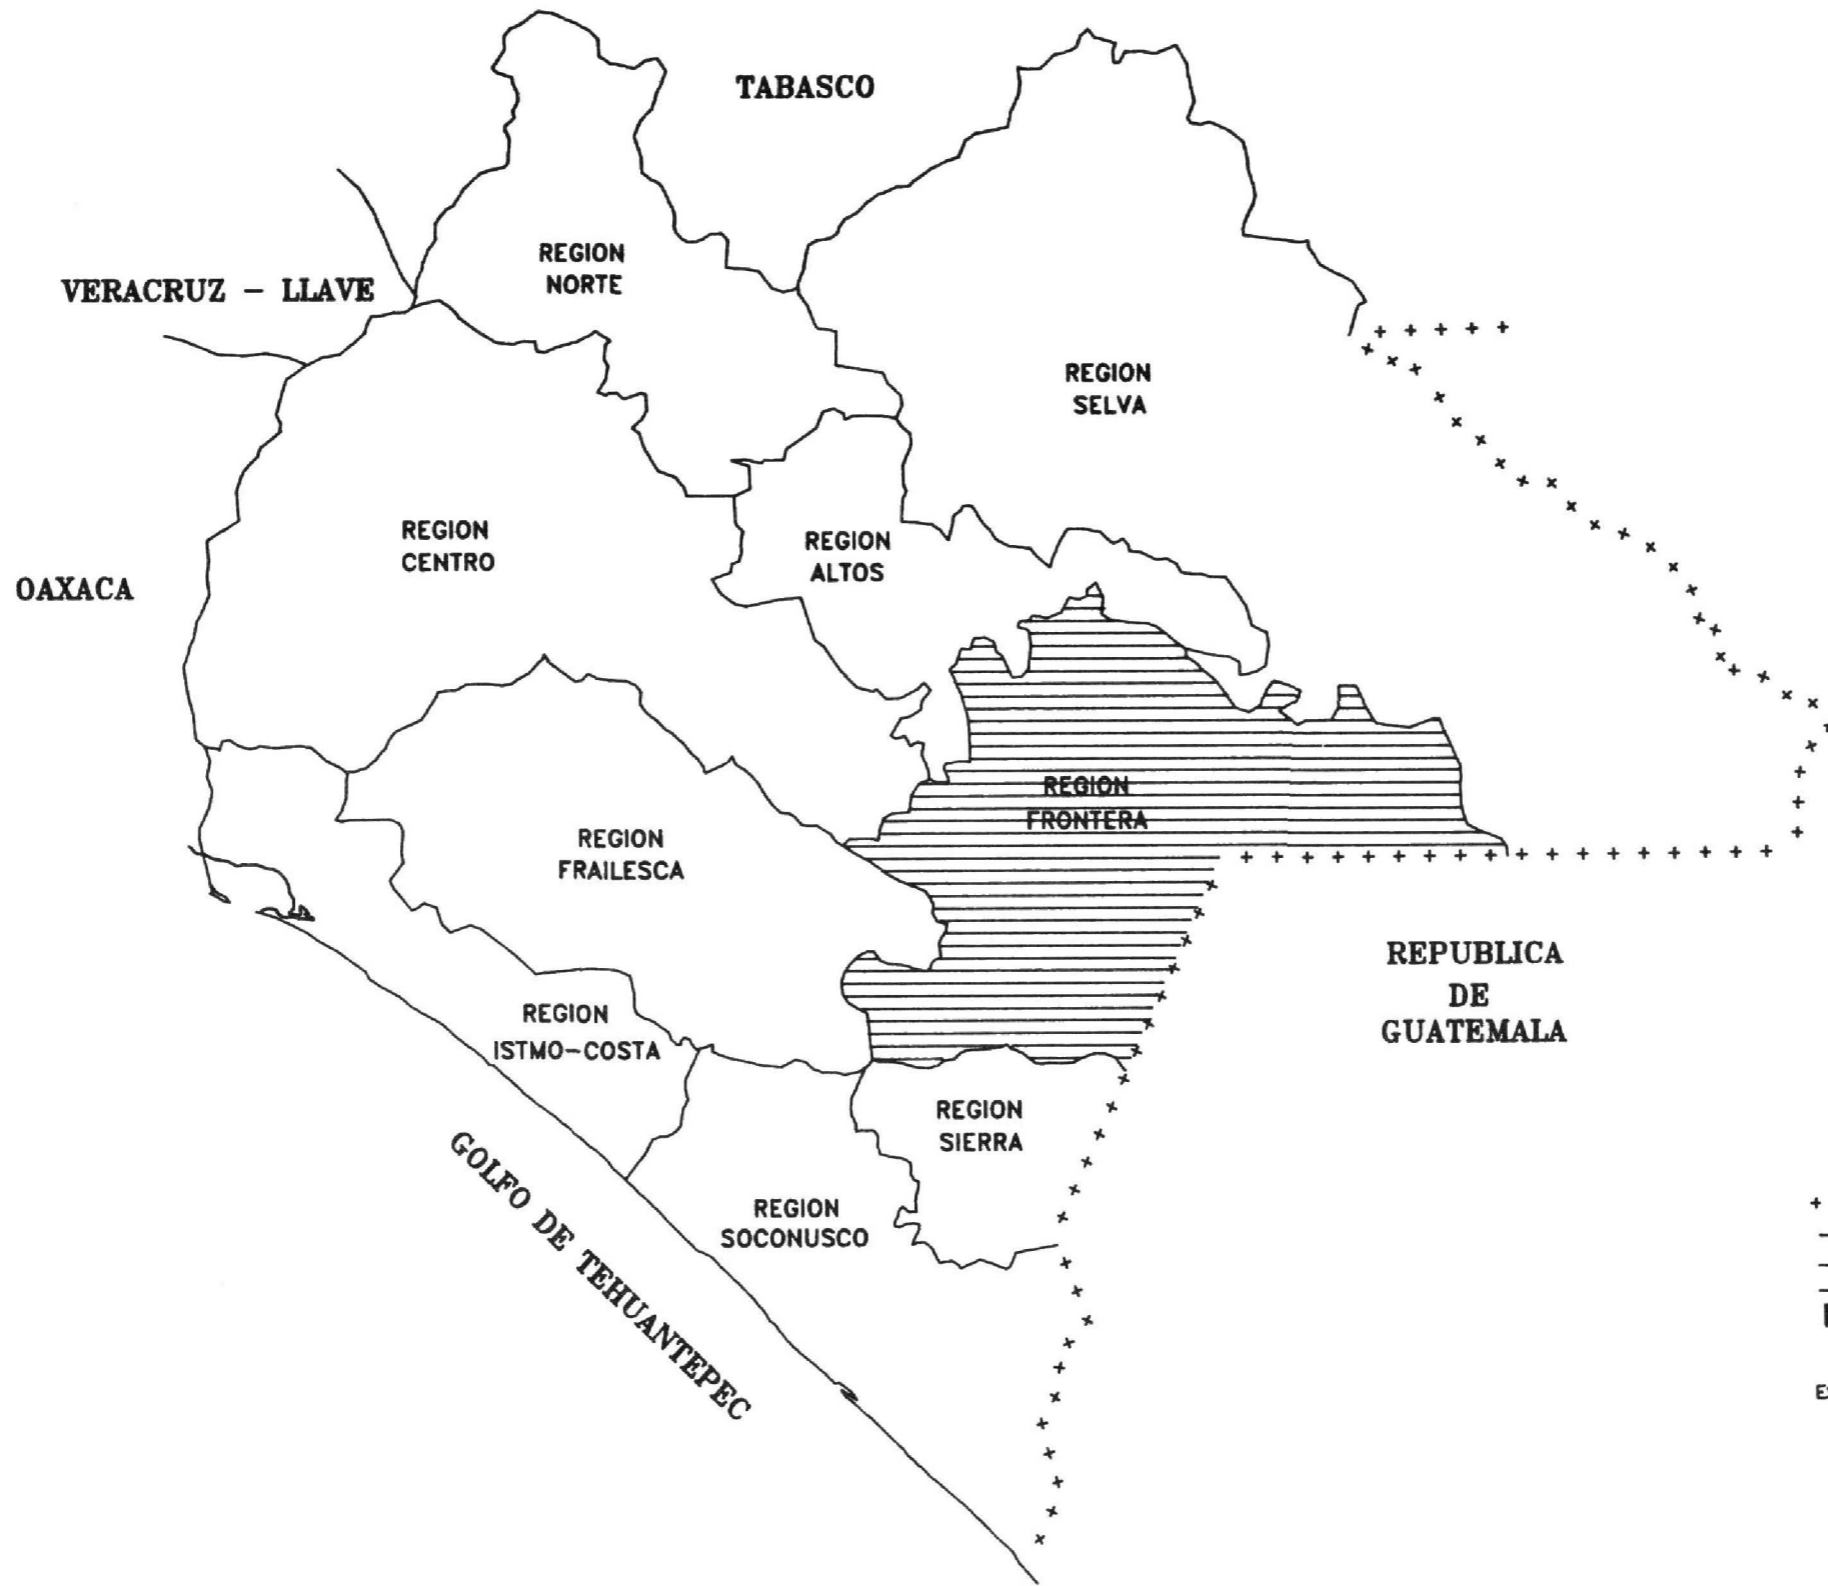 TABASCO
REGION
NORTE
VERACRUZ - LLAVE
REGION
SELVA
REGION
CENTRO
REGION
ALTOS
OAXACA
REGION
FRONTERA
REGION
FRAILESCA
REPUBLICA
DE
GUATEMALA
REGION
ISTMO-COSTA
REGION
SIERRA
GOLFO DE TEHUANTEPEC
REGION
SOCONUSCO